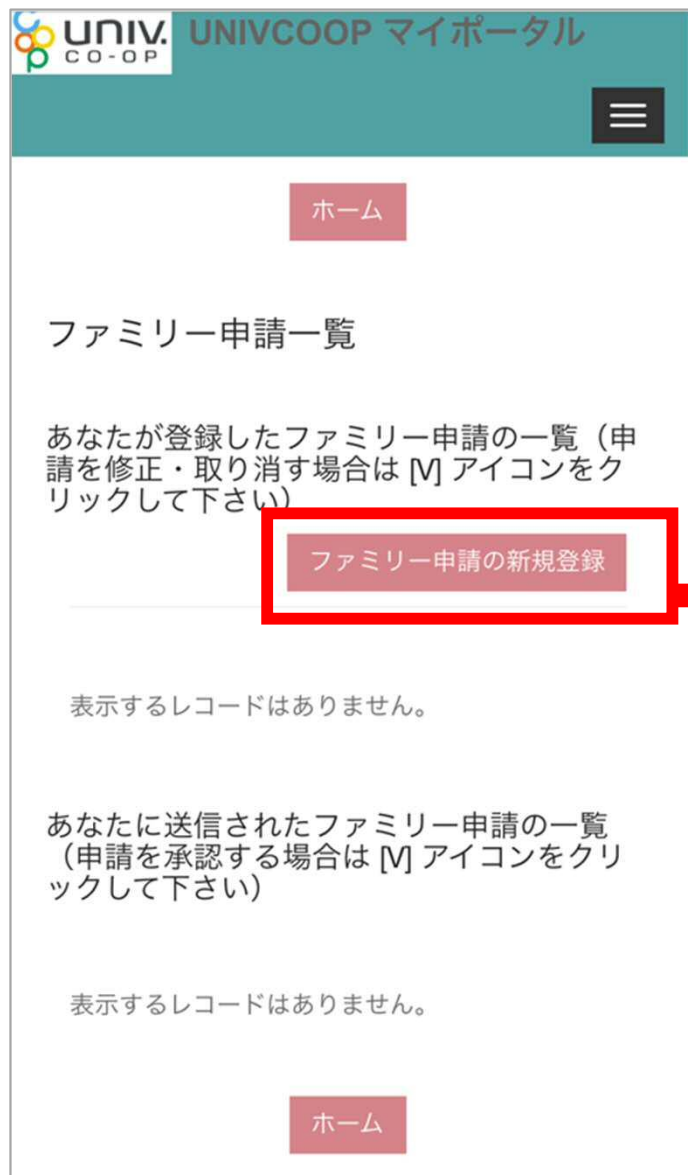 UNIV.
CO-OP
UNIVCOOP マイポータル
ホーム
ファミリー申請一覧
あなたが登録したファミリー申請の一覧（申
請を修正・取り消す場合は [V] アイコンをク
リックして下さい）
ファミリー申請の新規登録
表示するレコードはありません。
あなたに送信されたファミリー申請の一覧
（申請を承認する場合は [V] アイコンをクリ
ックして下さい）
表示するレコードはありません。
ホーム